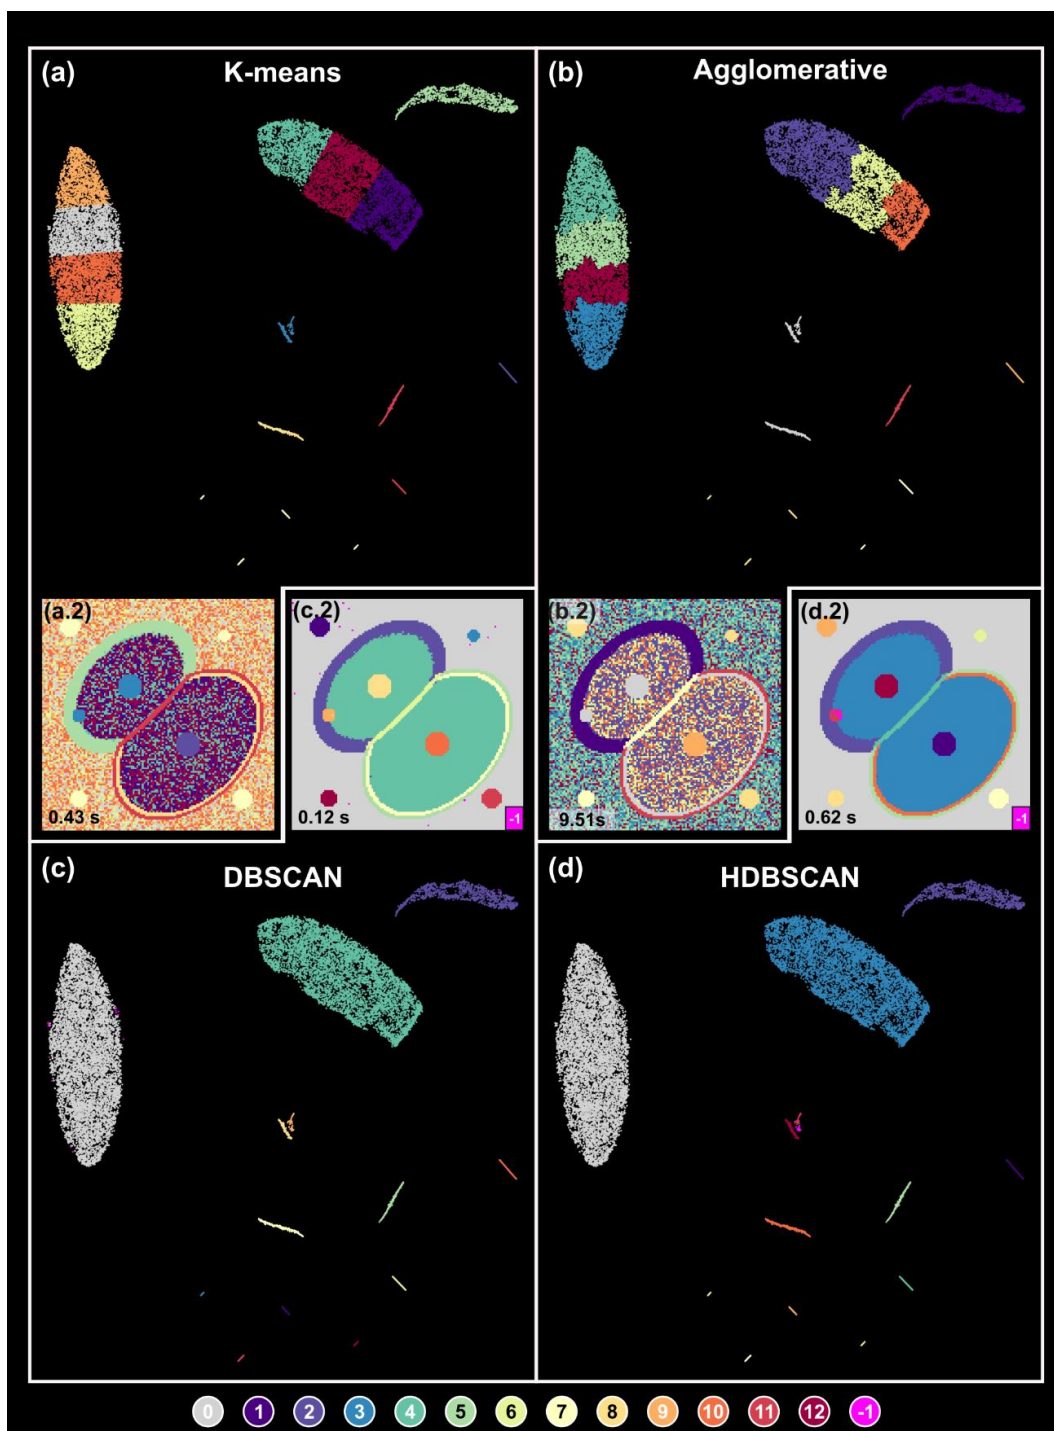 (a) K-means
(b) Agglomerative
(a.2)
(c.2)
(b.2)
(d.2)
0.43 s
0.12 s
-1
9.51s
0.62 s
-1
(c) DBSCAN
(d) HDBSCAN
0 1 2 3 4 5 6 7 8 9 10 11 12 -1